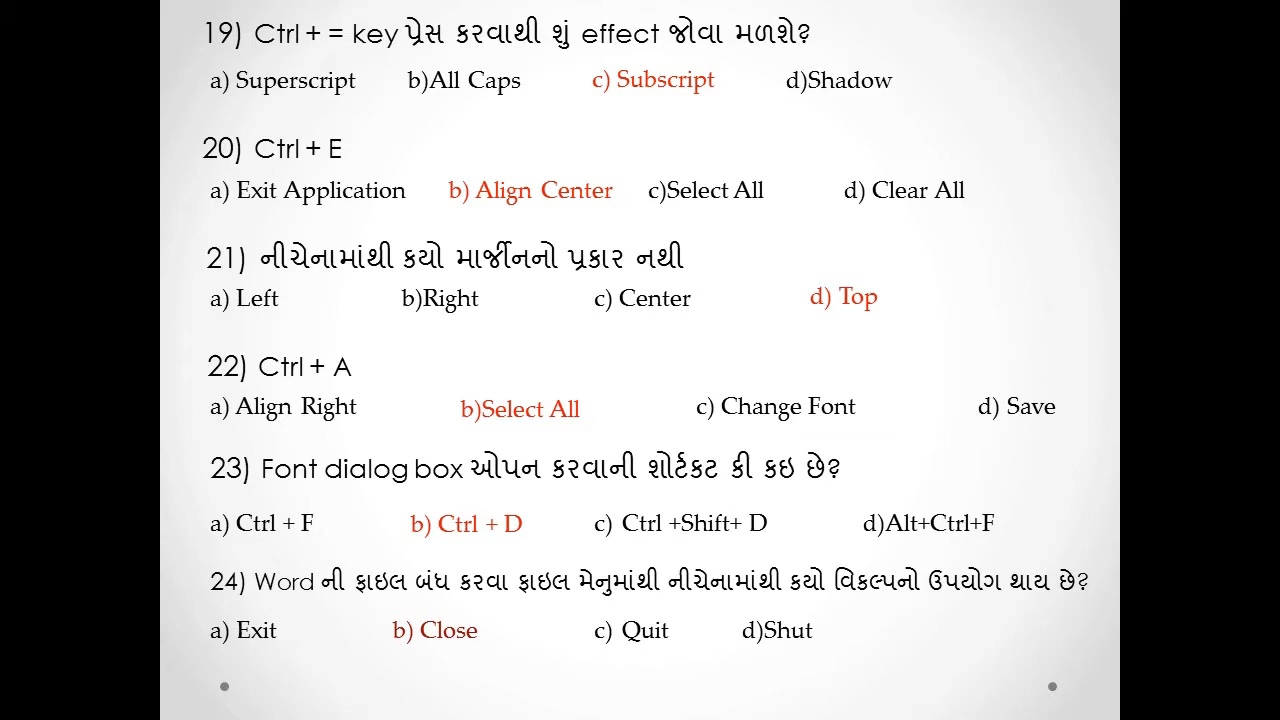 19) Ctrl + = key પ્રેસ કરવાથી શું effect જોવા મળશે?
a) Superscript b)All Caps c) Subscript d)Shadow
20) Ctrl + E
a) Exit Application b) Align Center c)Select All d) Clear All
21) નીચેનામાંથી કયો માર્જીનનો પ્રકાર નથી
a) Left b)Right c) Center d) Top
22) Ctrl + A
a) Align Right b)Select All c) Change Font d) Save
23) Font dialog box ઓપન કરવાની શોર્ટકટ કી કઇ છે?
a) Ctrl + F b) Ctrl + D c) Ctrl +Shift+ D d)Alt+Ctrl+F
24) Word ની ફાઇલ બંધ કરવા ફાઇલ મેનુમાંથી નીચેનામાંથી કયો વિકલ્પનો ઉપયોગ થાય છે?
a) Exit b) Close c) Quit d)Shut